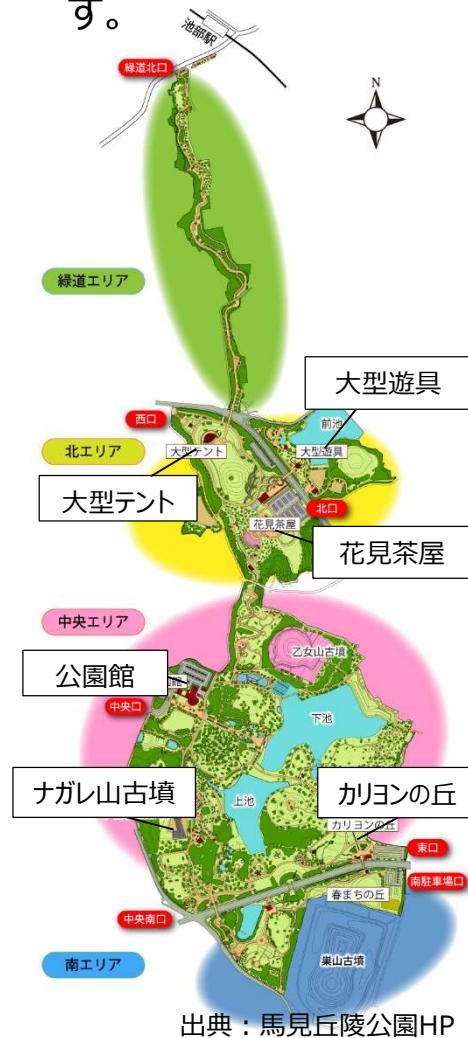 す。
池部駅
緑道北口
N
緑道エリア
大型遊具
前池
西口
北エリア
大型テント
大型遊具
大型テント
北口
花見茶屋
花見茶屋
中央エリア
乙女山古墳
公園館
館
中央口
下池
ナガレ山古墳
カリヨンの丘
上池
カリヨンの丘
東口
南駐車場口
春まちの丘
中央南口
巣山古墳
南エリア
出典：馬見丘陵公園HP